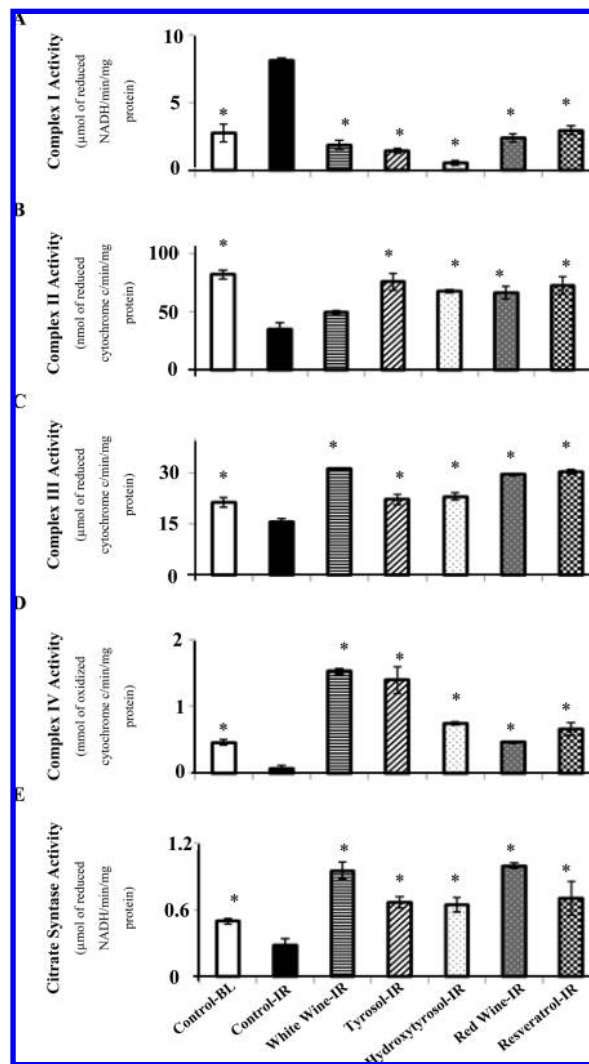 A
Complex I Activity
(μmol of reduced
NADH/min/mg
protein)
10
5
0
* * * * * *
B
Complex II Activity
(nmol of reduced
cytochrome c/min/mg
protein)
100
50
0
* * * * *
C
Complex III Activity
(μmol of reduced
cytochrome c/min/mg
protein)
30
15
0
* * * * * *
D
Complex IV Activity
(mmol of oxidized
cytochrome c/min/mg
protein)
2
1
0
* * * * * *
E
Citrate Syntase Activity
(μmol of reduced
NADH/min/mg
protein)
1.2
0.6
0
* * * * * *
Control-BL
Control-IR
White Wine-IR
Tyrosol-IR
Hydroxytyrosol-IR
Red Wine-IR
Resveratrol-IR